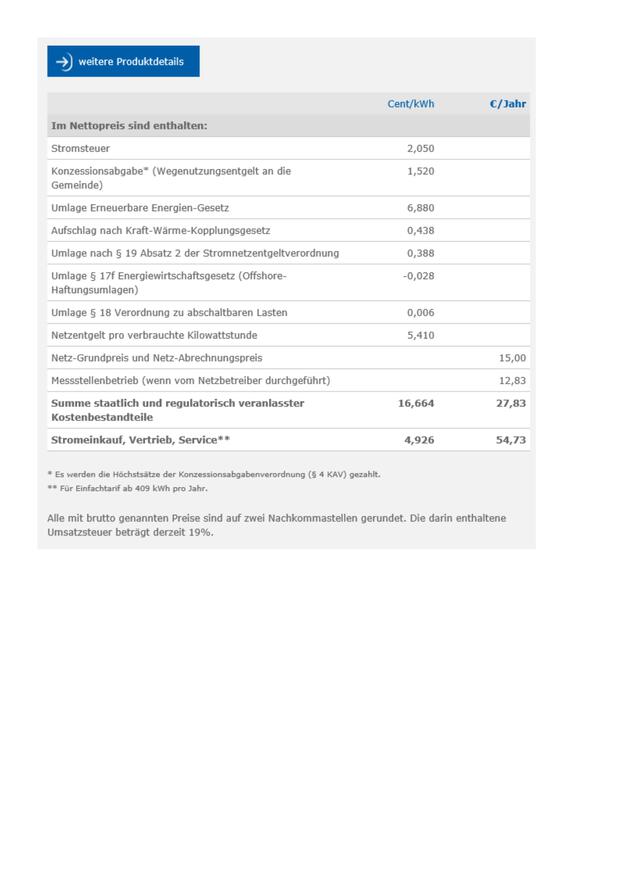 weitere Produktdetails
Cent/kWh €/Jahr
Im Nettopreis sind enthalten:
Stromsteuer 2,050
Konzessionsabgabe* (Wegenutzungsentgelt an die 1,520
Gemeinde)
Umlage Erneuerbare Energien-Gesetz 6,880
Aufschlag nach Kraft-Wärme-Kopplungsgesetz 0,438
Umlage nach § 19 Absatz 2 der Stromnetzentgeltverordnung 0,388
Umlage § 17f Energiewirtschaftsgesetz (Offshore- -0,028
Haftungsumlagen)
Umlage § 18 Verordnung zu abschaltbaren Lasten 0,006
Netzentgelt pro verbrauchte Kilowattstunde 5,410
Netz-Grundpreis und Netz-Abrechnungspreis 15,00
Messstellenbetrieb (wenn vom Netzbetreiber durchgeführt) 12,83
Summe staatlich und regulatorisch veranlasster 16,664 27,83
Kostenbestandteile
Stromeinkauf, Vertrieb, Service** 4,926 54,73
* Es werden die Höchstsätze der Konzessionsabgabenverordnung (§ 4 KAV) gezahlt.
** Für Einfachtarif ab 409 kWh pro Jahr.
Alle mit brutto genannten Preise sind auf zwei Nachkommastellen gerundet. Die darin enthaltene
Umsatzsteuer beträgt derzeit 19%.